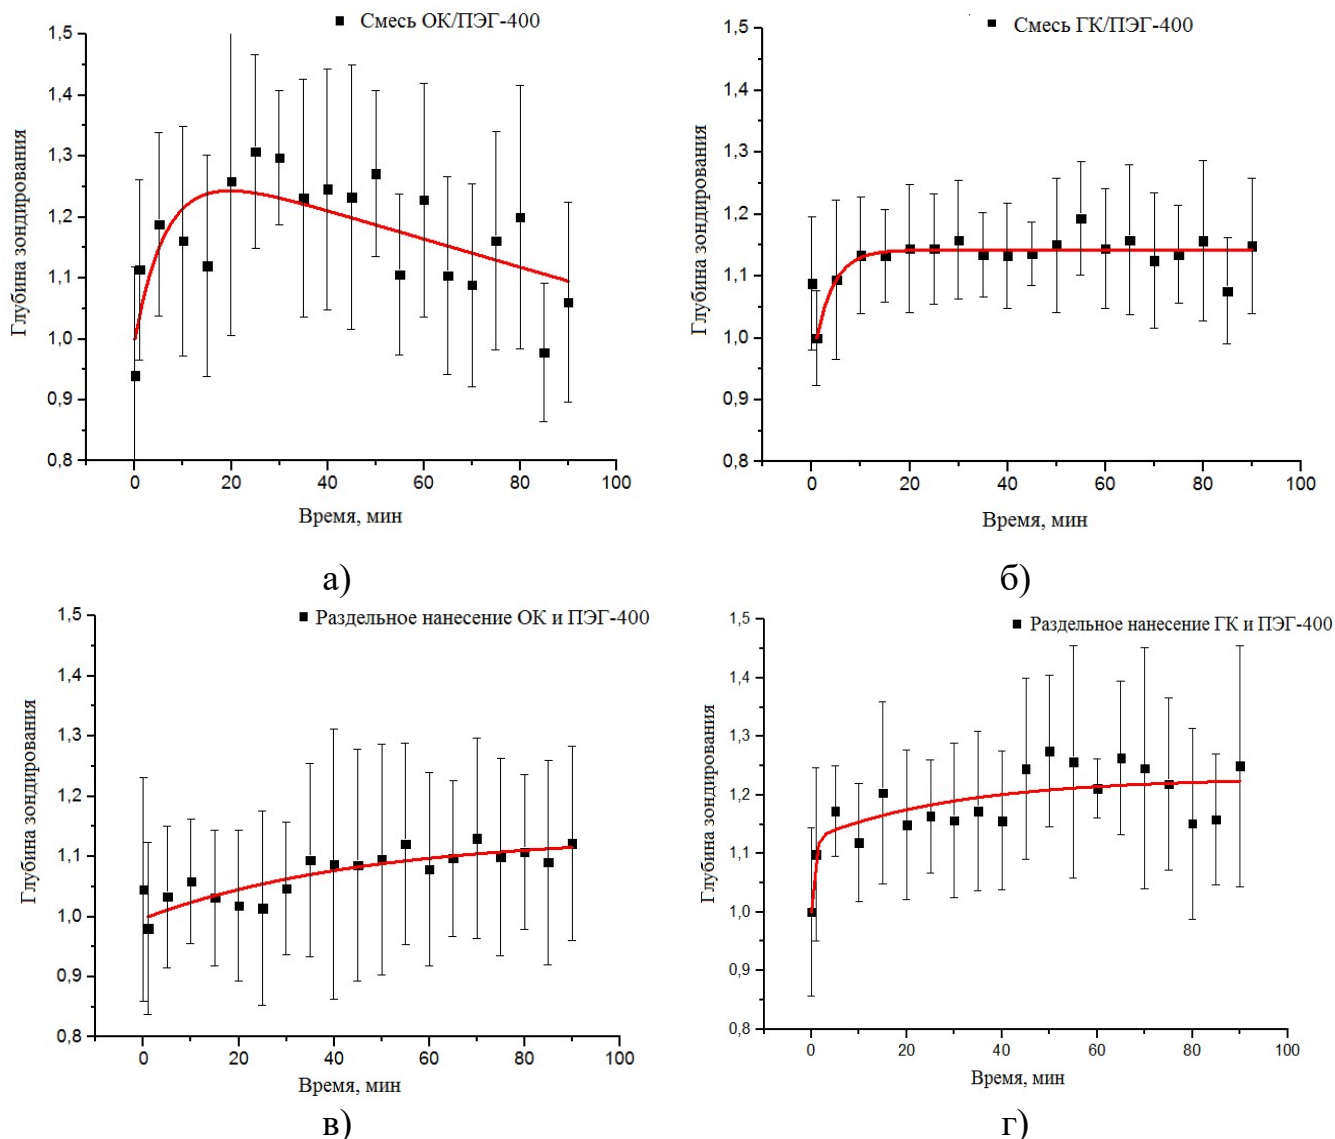 Смесь ОК/ПЭГ-400
1,5
1,4
1,3
1,2
1,1
1,0
0,9
0,8
Глубина зондирования
0 20 40 60 80 100
Время, мин
а)
Смесь ГК/ПЭГ-400
1,5
1,4
1,3
1,2
1,1
1,0
0,9
0,8
Глубина зондирования
0 20 40 60 80 100
Время, мин
б)
Раздельное нанесение ОК и ПЭГ-400
1,5
1,4
1,3
1,2
1,1
1,0
0,9
0,8
Глубина зондирования
0 20 40 60 80 100
Время, мин
в)
Раздельное нанесение ГК и ПЭГ-400
1,5
1,4
1,3
1,2
1,1
1,0
0,9
0,8
Глубина зондирования
0 20 40 60 80 100
Время, мин
г)